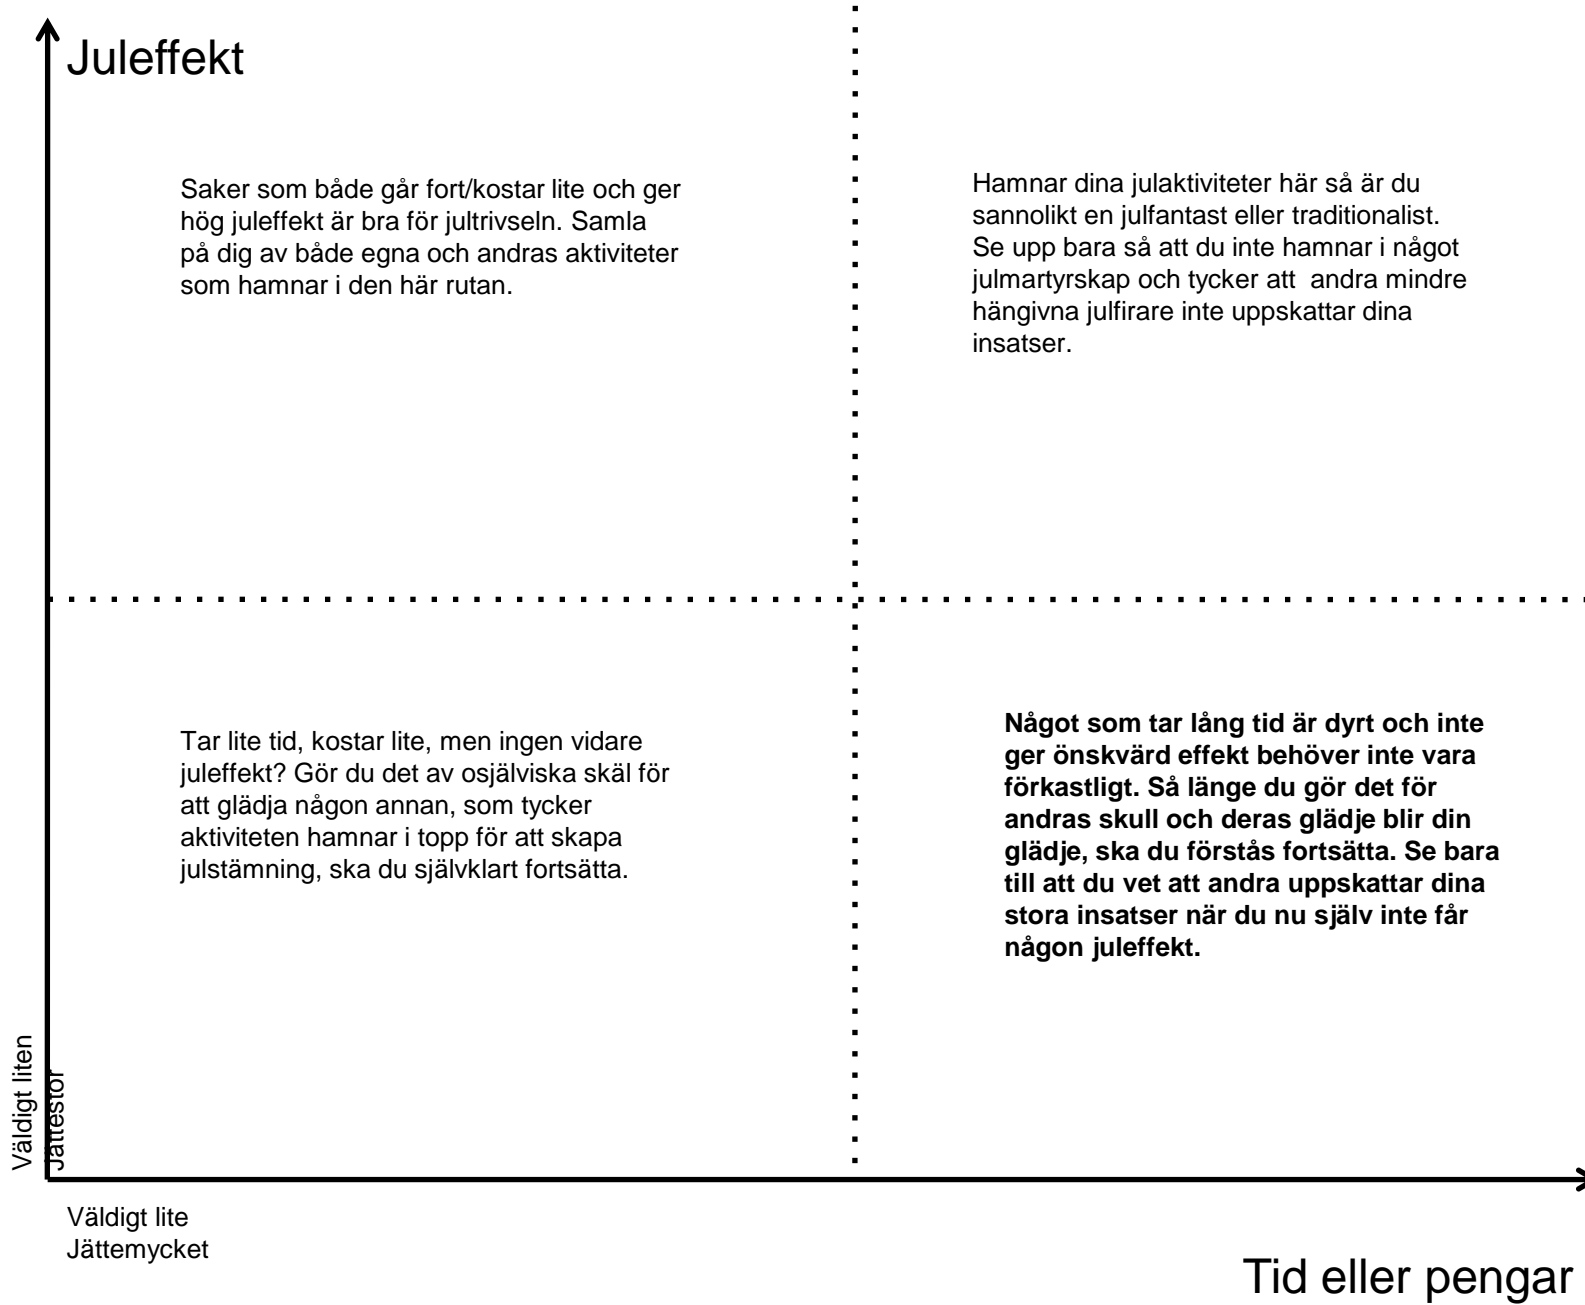 Juleffekt
Saker som både går fort/kostar lite och ger
hög juleffekt är bra för jultrivseln. Samla
på dig av både egna och andras aktiviteter
som hamnar i den här rutan.
Hamnar dina julaktiviteter här så är du
sannolikt en julfantast eller traditionalist.
Se upp bara så att du inte hamnar i något
julmartyrskap och tycker att  andra mindre
hängivna julfirare inte uppskattar dina
insatser.
Tar lite tid, kostar lite, men ingen vidare
juleffekt? Gör du det av osjälviska skäl för
att glädja någon annan, som tycker
aktiviteten hamnar i topp för att skapa
julstämning, ska du självklart fortsätta.
Något som tar lång tid är dyrt och inte
ger önskvärd effekt behöver inte vara
förkastligt. Så länge du gör det för
andras skull och deras glädje blir din
glädje, ska du förstås fortsätta. Se bara
till att du vet att andra uppskattar dina
stora insatser när du nu själv inte får
någon juleffekt.
Väldigt liten
Jättestor
Väldigt lite
Jättemycket
Tid eller pengar